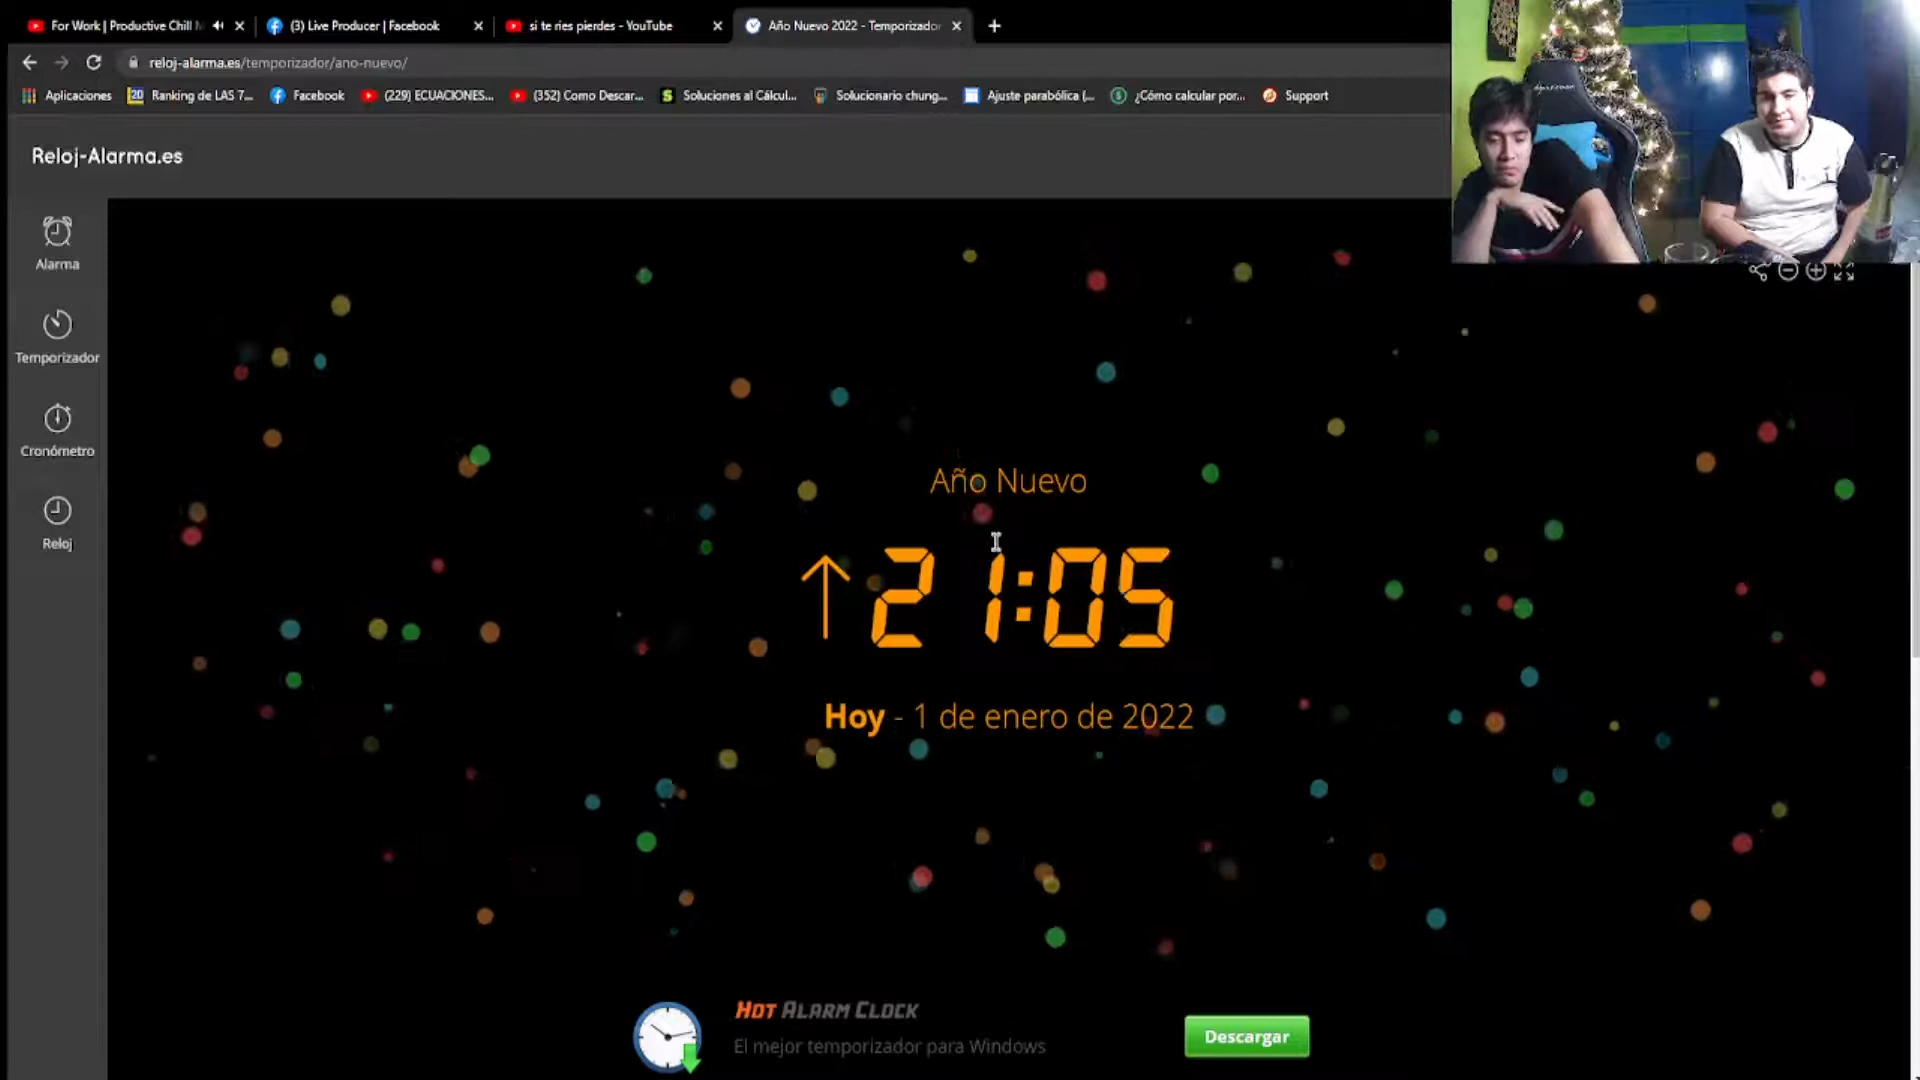 For Work | Productive Chill M
(3) Live Producer | Facebook
si te ries pierdes - YouTube
Año Nuevo 2022 - Temporizador
reloj-alarma.es/temporizador/ano-nuevo/
Aplicaciones
20 Ranking de LAS 7...
Facebook
(229) ECUACIONES...
(352) Como Descar...
Soluciones al Cálcul...
Solucionario chung...
Ajuste parabólica (...
¿Cómo calcular por...
Support
Reloj-Alarma.es
Alarma
Temporizador
Cronómetro
Reloj
Año Nuevo
↑21:05
Hoy - 1 de enero de 2022
HOT ALARM CLOCK
El mejor temporizador para Windows
Descargar